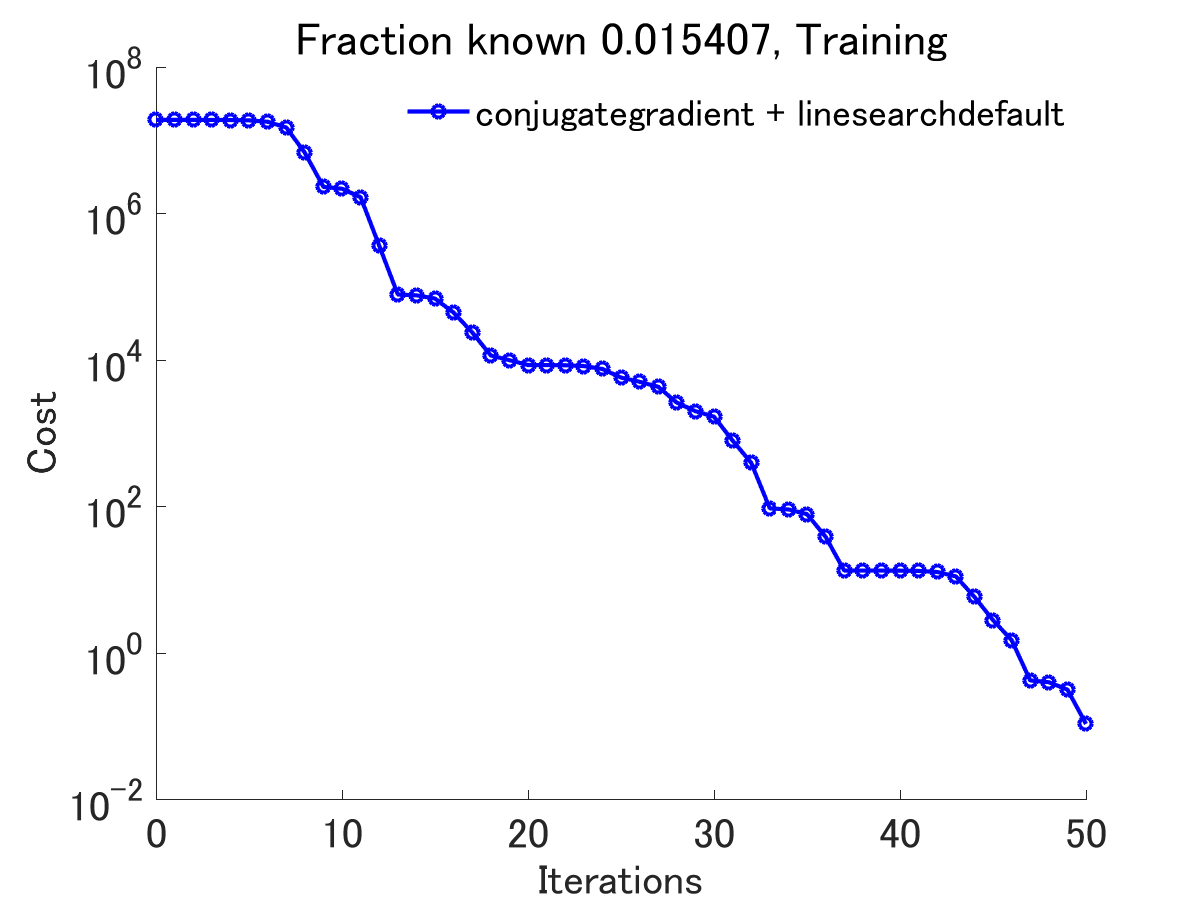 Fraction known 0.015407, Training
conjugategradient + linesearchdefault
Cost
10^8
10^6
10^4
10^2
10^0
10^-2
0 10 20 30 40 50
Iterations